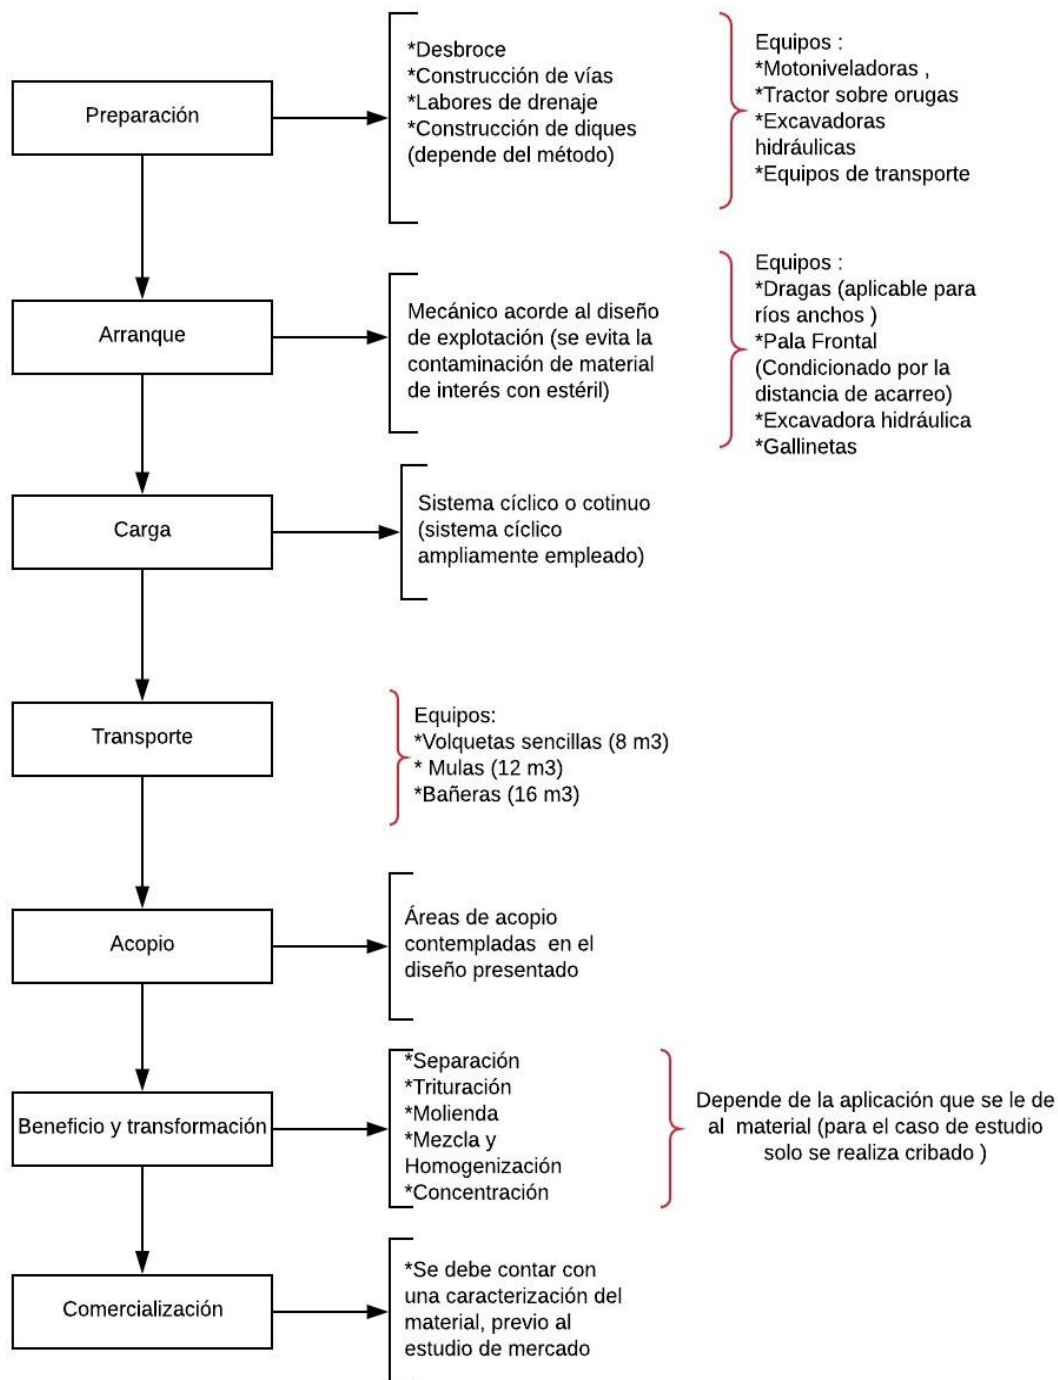 Preparación
*Desbroce
*Construcción de vías
*Labores de drenaje
*Construcción de diques
(depende del método)
Equipos :
*Motoniveladoras ,
*Tractor sobre orugas
*Excavadoras
hidráulicas
*Equipos de transporte
Arranque
Mecánico acorde al diseño
de explotación (se evita la
contaminación de material
de interés con estéril)
Equipos :
*Dragas (aplicable para
ríos anchos )
*Pala Frontal
(Condicionado por la
distancia de acarreo)
*Excavadora hidráulica
*Gallinetas
Carga
Sistema cíclico o cotinuo
(sistema cíclico
ampliamente empleado)
Transporte
Equipos:
*Volquetas sencillas (8 m3)
* Mulas (12 m3)
*Bañeras (16 m3)
Acopio
Áreas de acopio
contempladas  en el
diseño presentado
Beneficio y transformación
*Separación
*Trituración
*Molienda
*Mezcla y
Homogenización
*Concentración
Depende de la aplicación que se le de
al  material (para el caso de estudio
solo se realiza cribado )
Comercialización
*Se debe contar con
una caracterización del
material, previo al
estudio de mercado